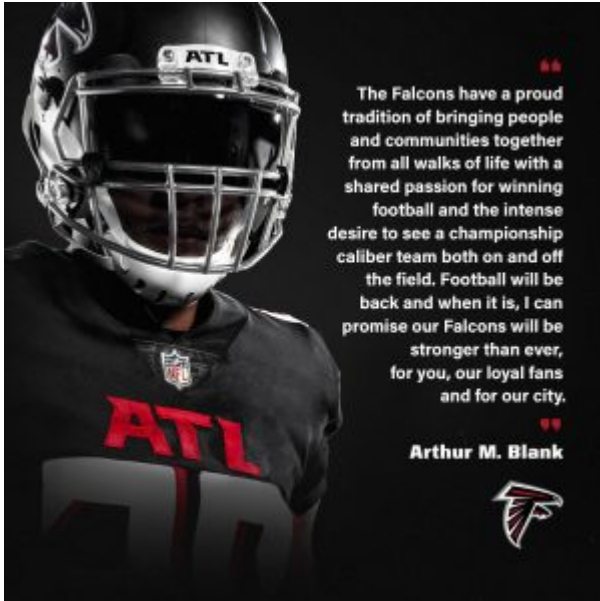 ATL
“
The Falcons have a proud
tradition of bringing people
and communities together
from all walks of life with a
shared passion for winning
football and the intense
desire to see a championship
caliber team both on and off
the field. Football will be
back and when it is, I can
promise our Falcons will be
stronger than ever,
for you, our loyal fans
and for our city.
”
Arthur M. Blank
NFL
ATL